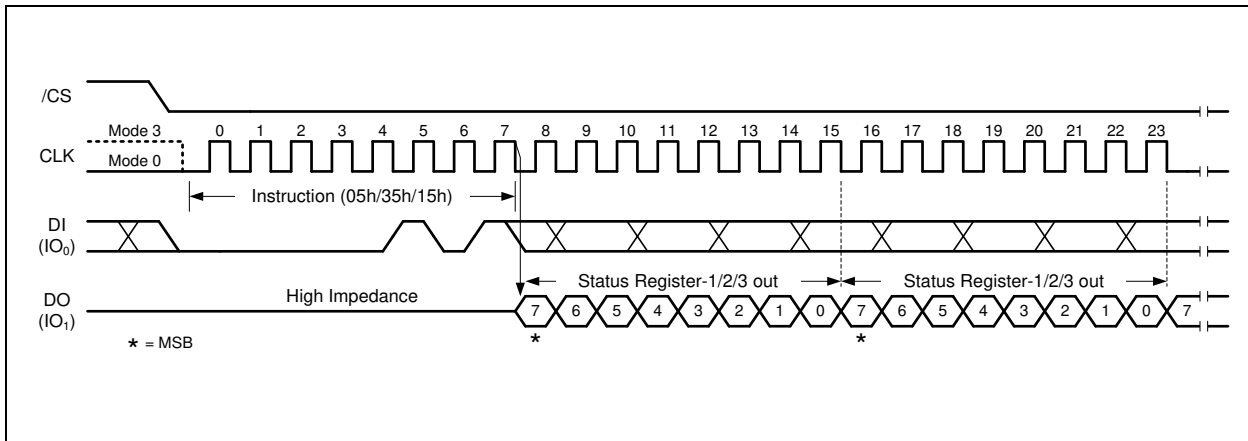 /CS
Mode 3 0 1 2 3 4 5 6 7 8 9 10 11 12 13 14 15 16 17 18 19 20 21 22 23
CLK Mode 0
Instruction (05h/35h/15h)
DI
(IO₀)
Status Register-1/2/3 out Status Register-1/2/3 out
High Impedance
DO
(IO₁) 7 6 5 4 3 2 1 0 7 6 5 4 3 2 1 0 7
* *
* = MSB